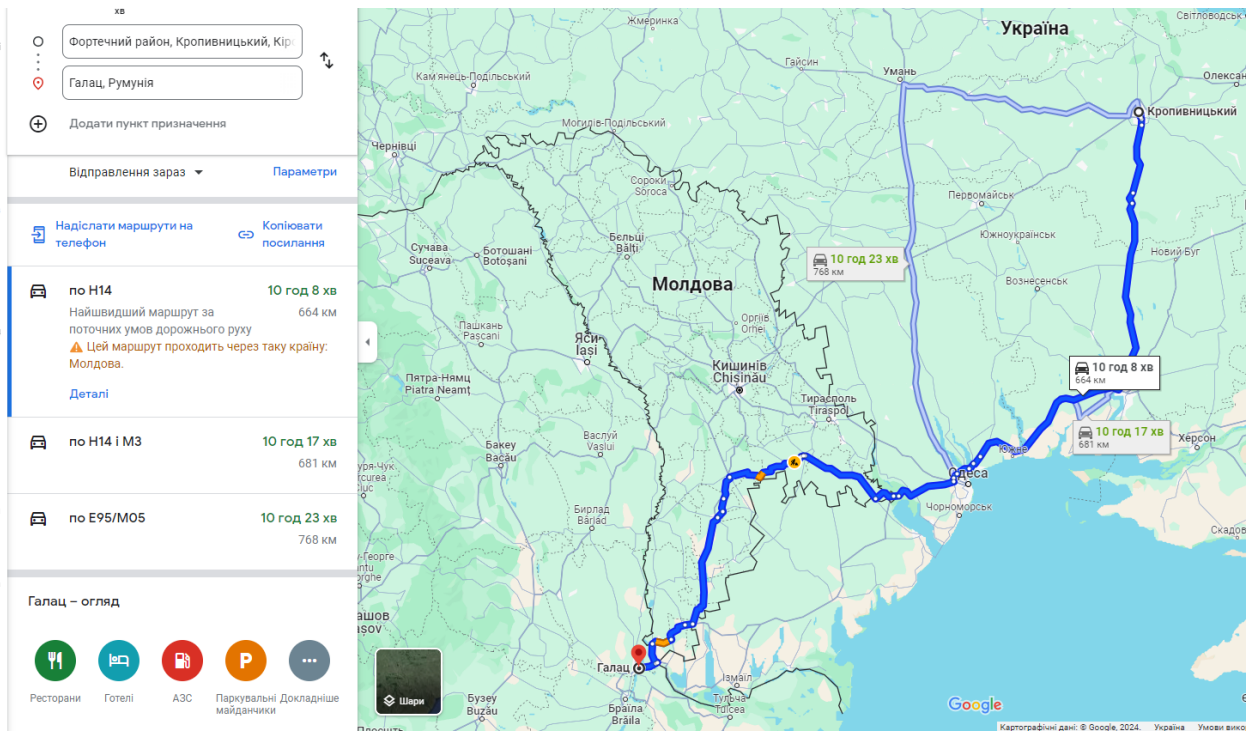 хв
Фортечний район, Кропивницький, Кір
Галац, Румунія
Додати пункт призначення
Відправлення зараз
Параметри
Надіслати маршрути на
телефон
Копіювати
посилання
по H14
10 год 8 хв
Найшвидший маршрут за
664 км
поточних умов дорожнього руху
Цей маршрут проходить через таку країну:
Молдова.
Деталі
по H14 і M3
10 год 17 хв
681 км
по E95/M05
10 год 23 хв
768 км
Галац – огляд
Ресторани
Готелі
АЗС
Паркувальні
майданчики
Докладніше
Жмеринка
Україна
Світловодськ
Гайсин
Умань
Кам'янець-Подільський
Олексан
Кропивницький
Могилів-Подільський
Чернівці
Сороки
Soroca
Первомайськ
Южноукраїнськ
Бєльці
Bălți
Сучава
Suceava
Ботошані
Botoșani
Новий Буг
10 год 23 хв
768 км
Вознесенськ
Молдова
Оргіїв
Orhei
Пашкань
Pașcani
Ясси
Iași
Кишинів
Chișinău
10 год 8 хв
664 км
П'ятра-Нямц
Piatra Neamț
Тирасполь
Tiraspol
10 год 17 хв
681 км
Херсон
Васлуй
Vaslui
Бакеу
Bacău
Южне
Одеса
Чорноморськ
Бирлад
Bârlad
Скадов
Галац
Ізмаїл
Тульча
Tulcea
Шари
Бузеу
Buzău
Браїла
Brăila
Google
Картографічні дані: © Google, 2024.
Україна
Умови викор